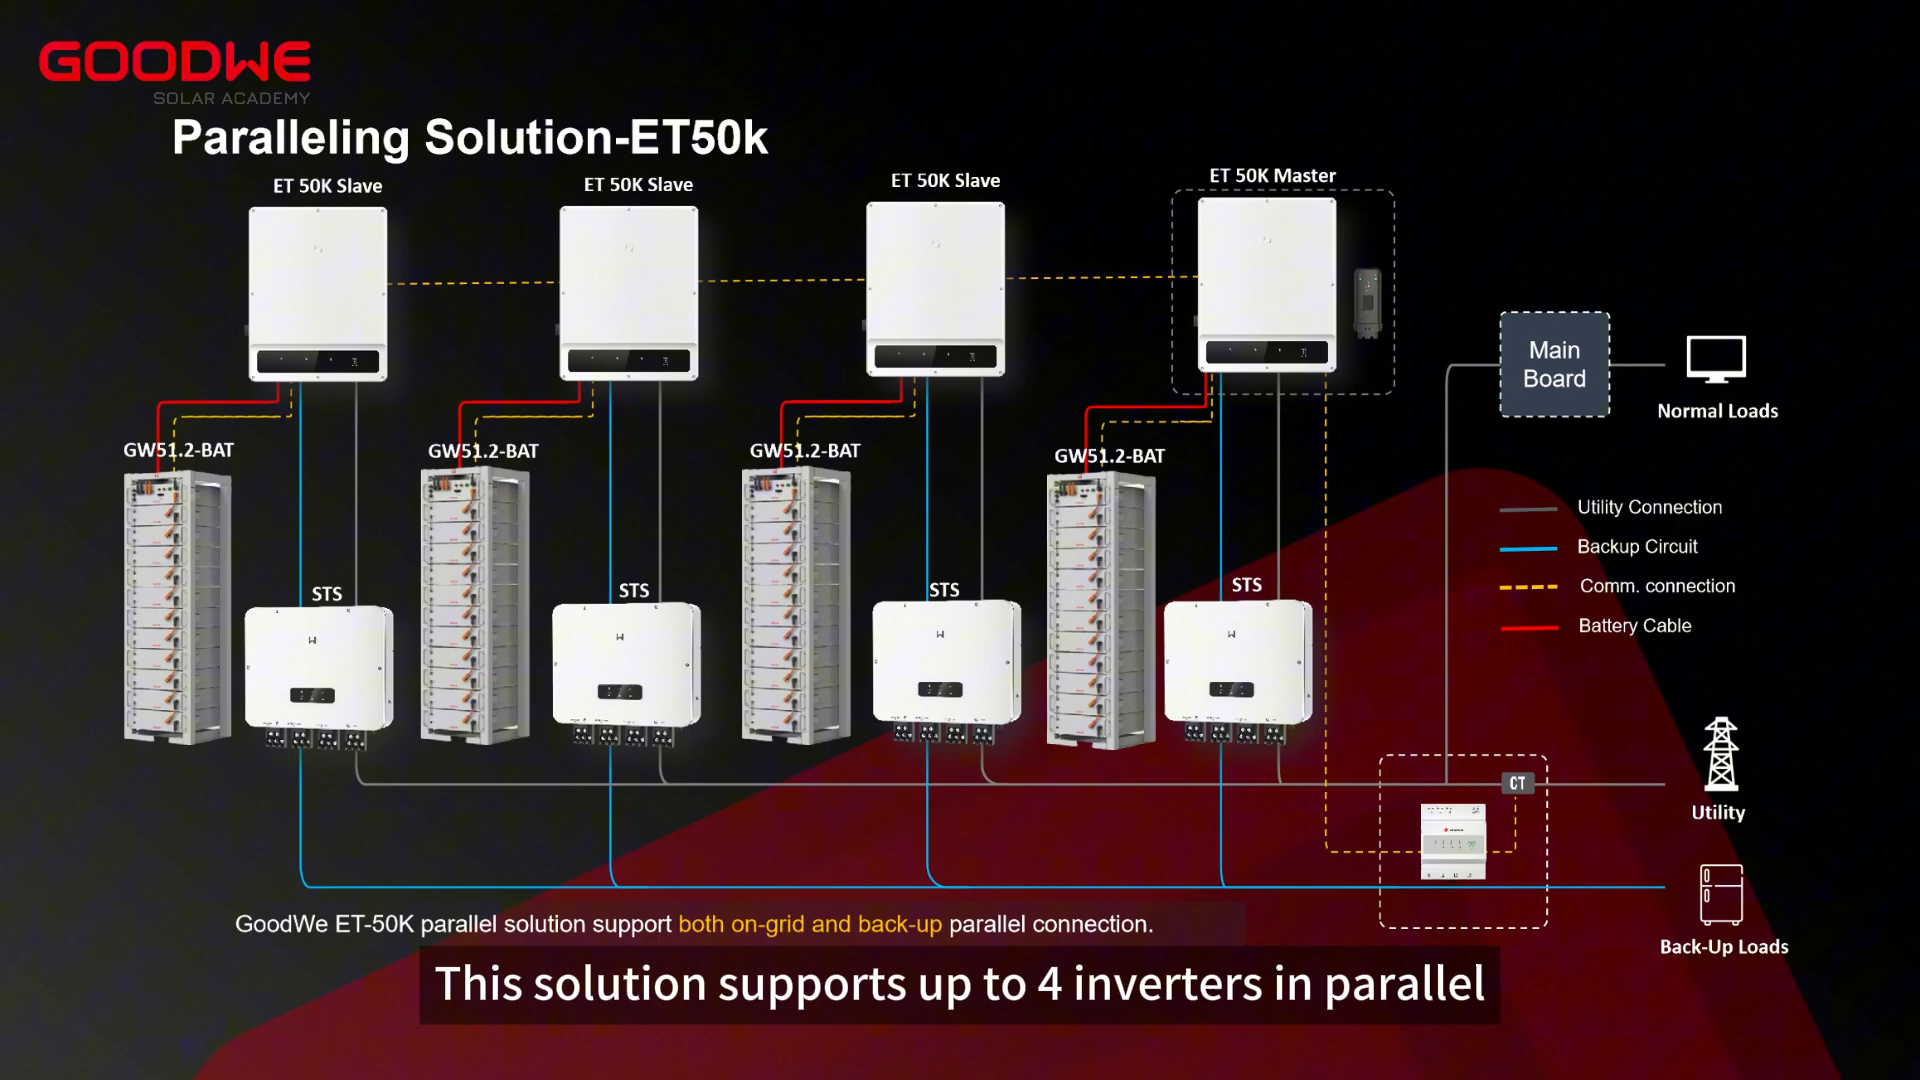 GOODWE
SOLAR ACADEMY
Paralleling Solution-ET50k
ET 50K Slave
ET 50K Slave
ET 50K Slave
ET 50K Master
Main
Board
Normal Loads
GW51.2-BAT
GW51.2-BAT
GW51.2-BAT
GW51.2-BAT
Utility Connection
Backup Circuit
Comm. connection
Battery Cable
STS
STS
STS
STS
CT
Utility
GoodWe ET-50K parallel solution support both on-grid and back-up parallel connection.
Back-Up Loads
This solution supports up to 4 inverters in parallel